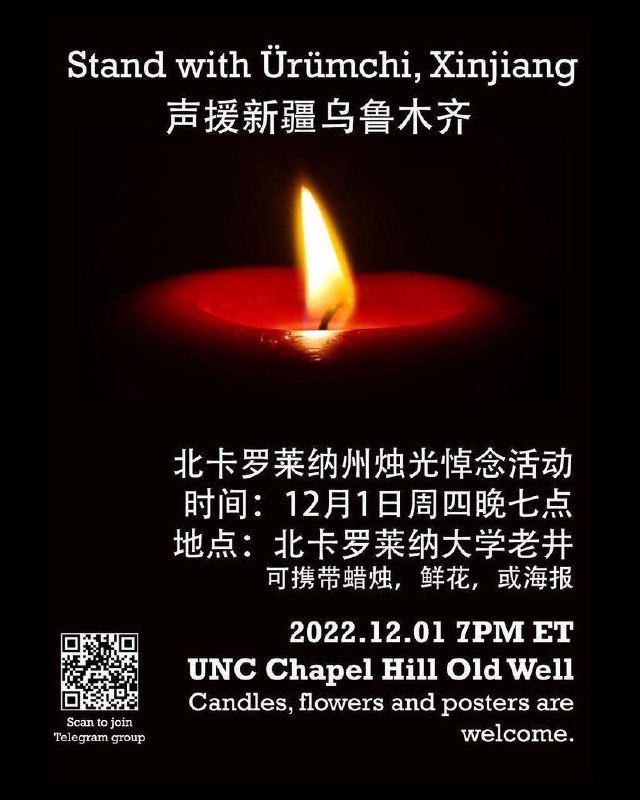 Stand with Ürümchi, Xinjiang
声援新疆乌鲁木齐
北卡罗莱纳州烛光悼念活动
时间：12月1日周四晚七点
地点：北卡罗莱纳大学老井
可携带蜡烛，鲜花，或海报
2022.12.01 7PM ET
UNC Chapel Hill Old Well
Candles, flowers and posters are
welcome.
Scan to join
Telegram group